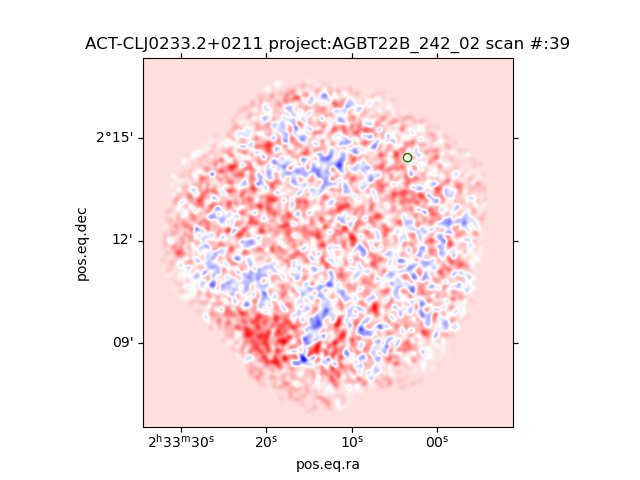 ACT-CLJ0233.2+0211 project:AGBT22B_242_02 scan #:39
2°15'
12'
09'
pos.eq.dec
2h33m30s 20s 10s 00s
pos.eq.ra